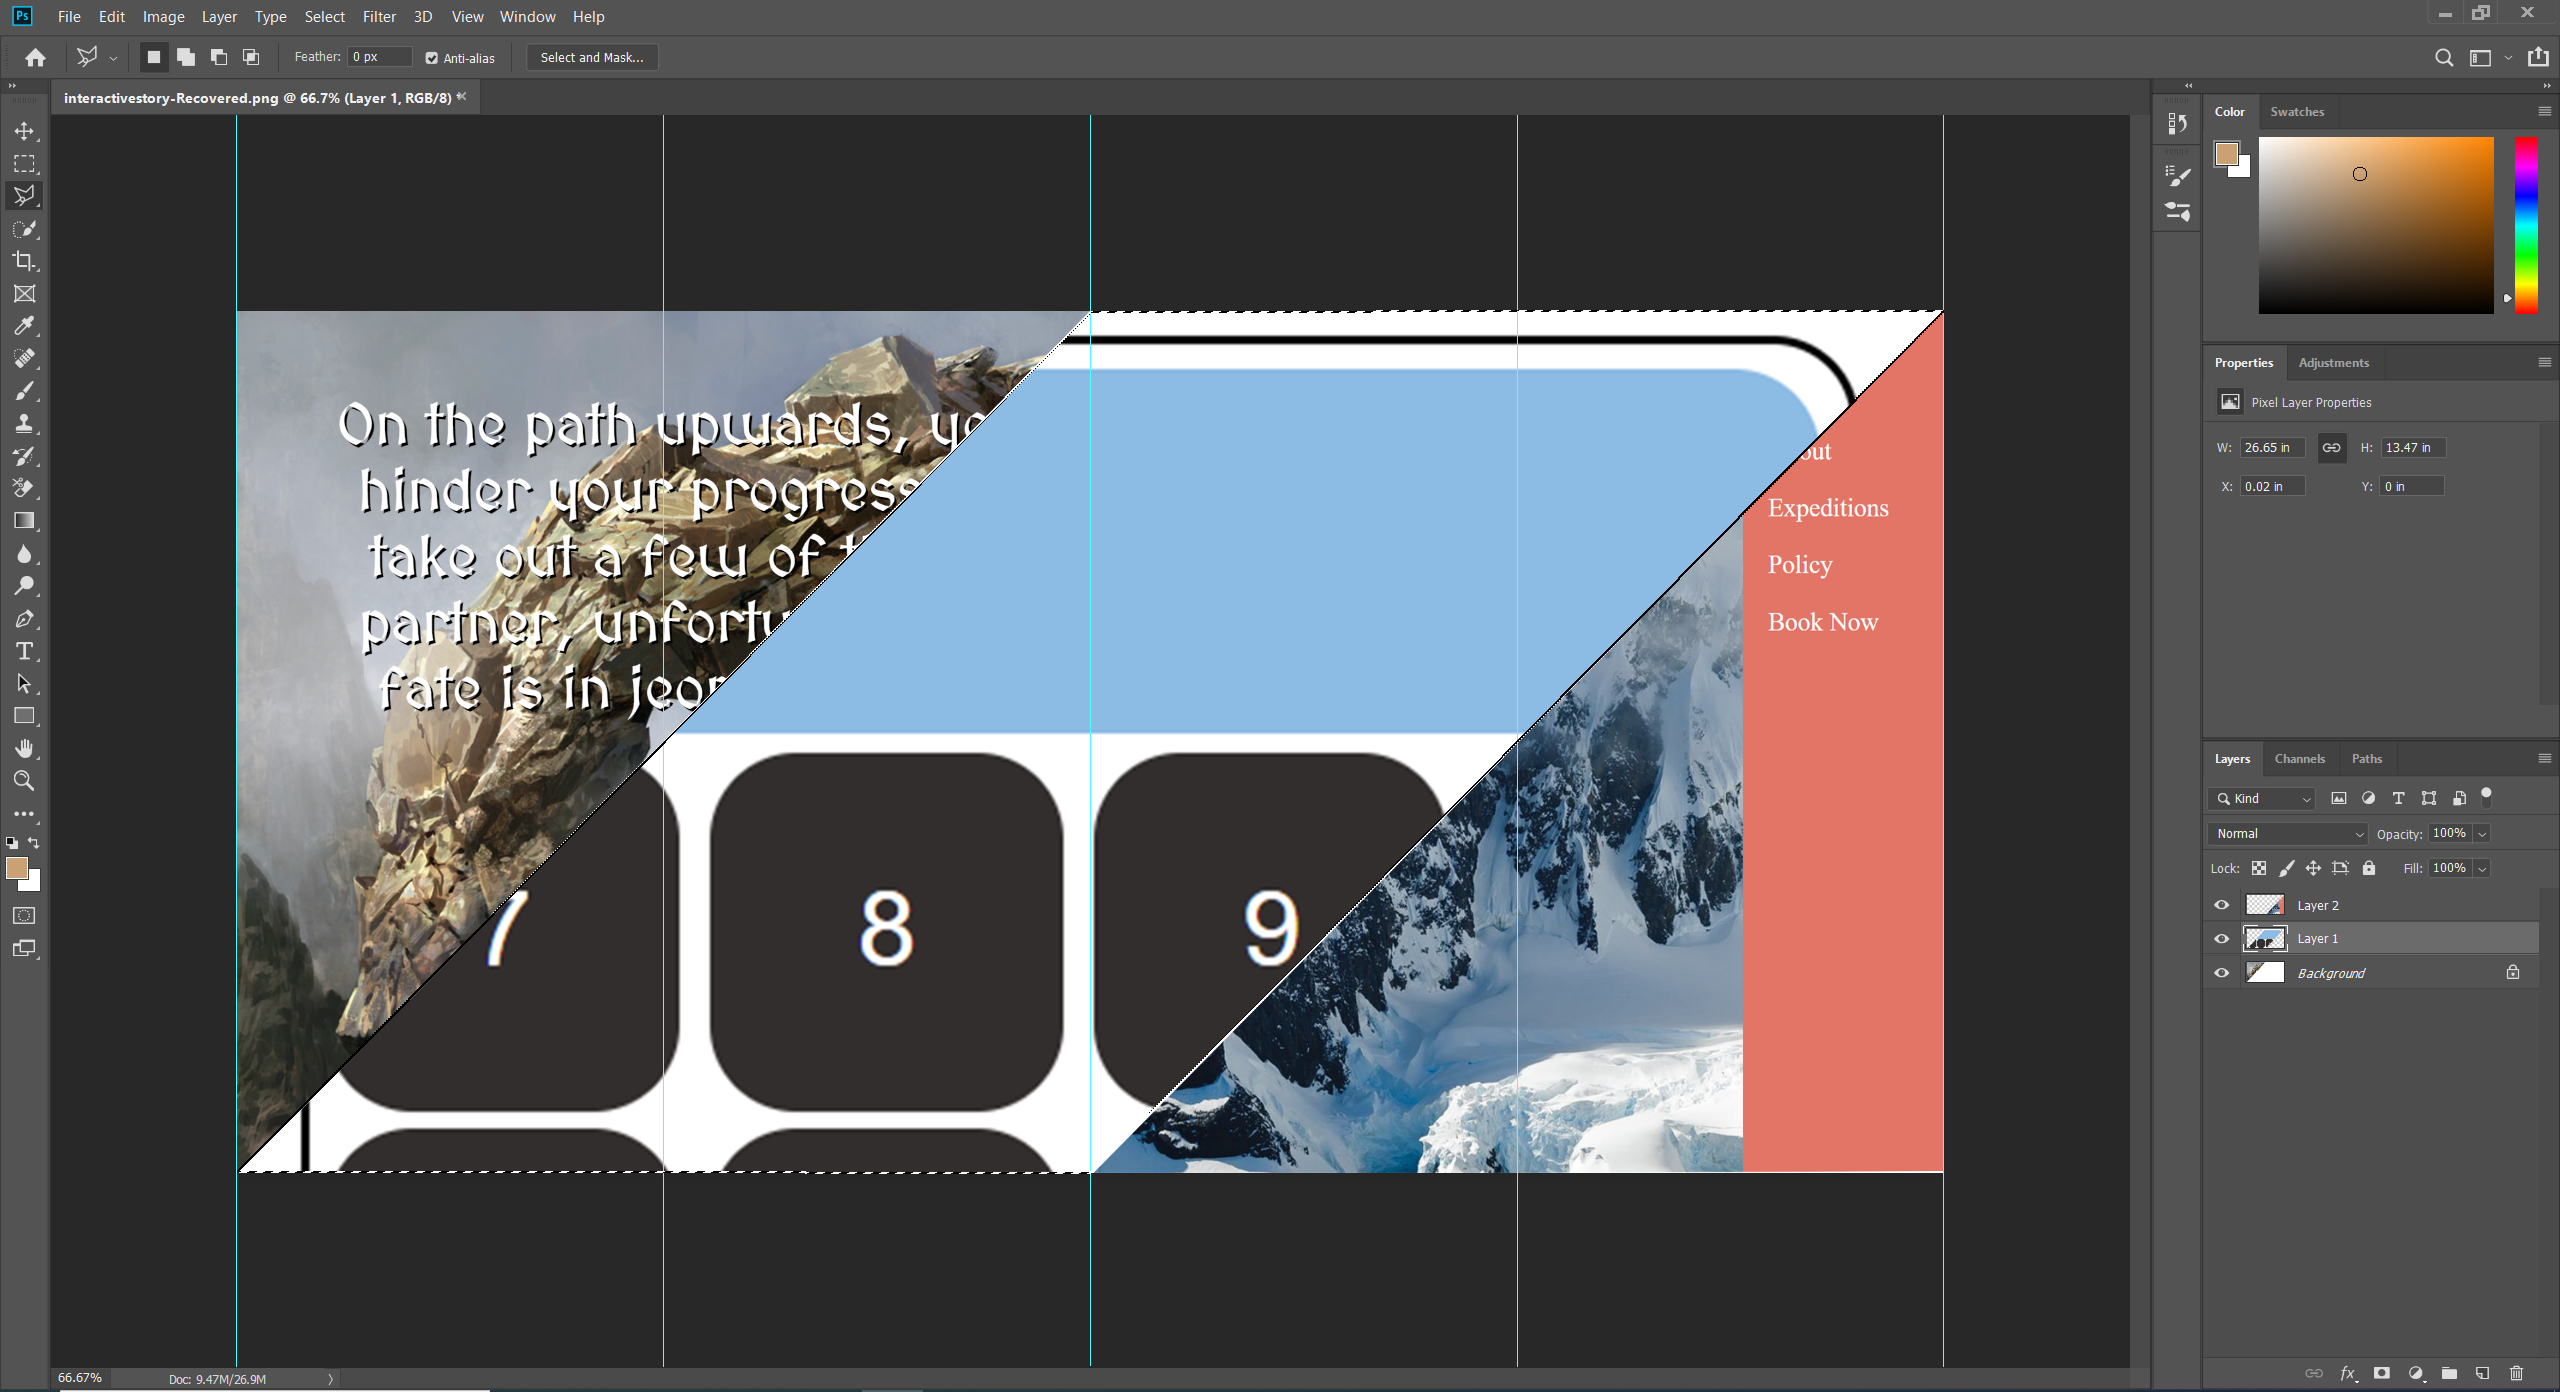 Ps File Edit Image Layer Type Select Filter 3D View Window Help
Feather: 0 px Anti-alias Select and Mask...
interactivestory-Recovered.png @ 66.7% (Layer 1, RGB/8) *
Color Swatches
Properties Adjustments
Pixel Layer Properties
W: 26.65 in H: 13.47 in
X: 0.02 in Y: 0 in
On the path upwards, yo
hinder your progress
take out a few of t
partner, unfortu
fate is in jeop
out
Expeditions
Policy
Book Now
7 8 9
Layers Channels Paths
Kind
Normal Opacity: 100%
Lock: Fill: 100%
Layer 2
Layer 1
Background
fx
66.67% Doc: 9.47M/26.9M